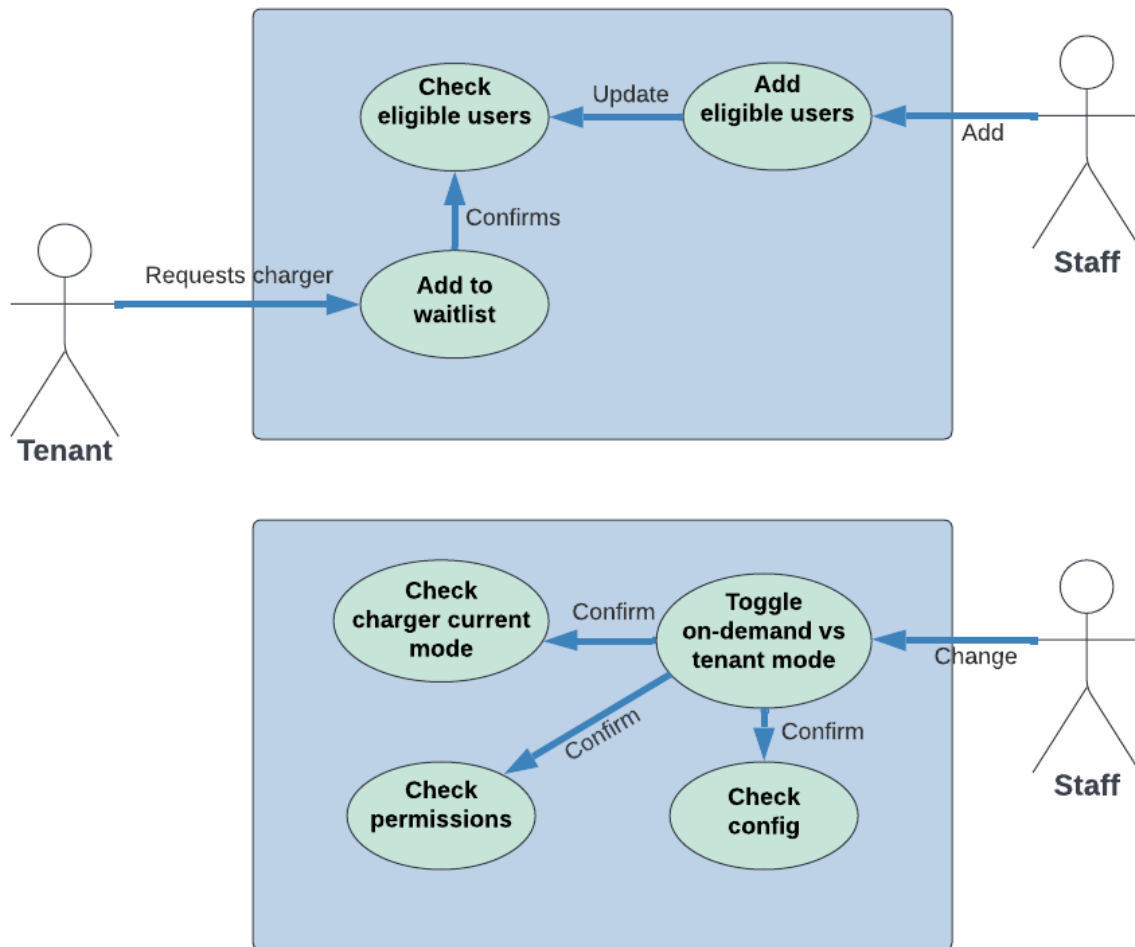 Check
eligible users
Update
Add
eligible users
Add
Staff
Confirms
Requests charger
Add to
waitlist
Tenant
Check
charger current
mode
Confirm
Toggle
on-demand vs
tenant mode
Change
Confirm
Confirm
Staff
Check
permissions
Check
config